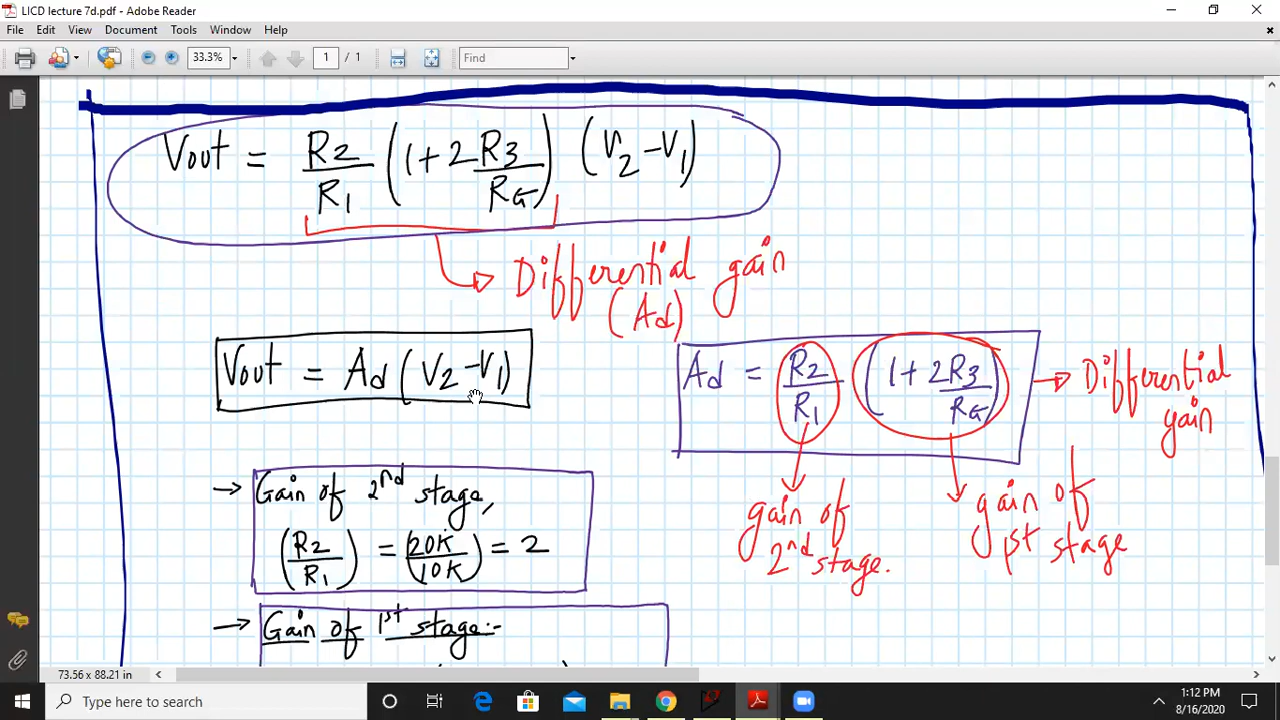 LICD lecture 7d.pdf - Adobe Reader
File Edit View Document Tools Window Help
33.3% 1 / 1 Find
Vout = R2/R1 (1+2R3/RG) (V2-V1)
Differential gain
(Ad)
Vout = Ad (V2-V1)
Ad = R2/R1 (1+2R3/RG) → Differential
gain
gain of
2nd stage.
gain of
1st stage
→ Gain of 2nd stage,
(R2/R1) = (20K/10K) = 2
→ Gain of 1st stage:-
73.56 x 88.21 in
Type here to search
1:12 PM
8/16/2020